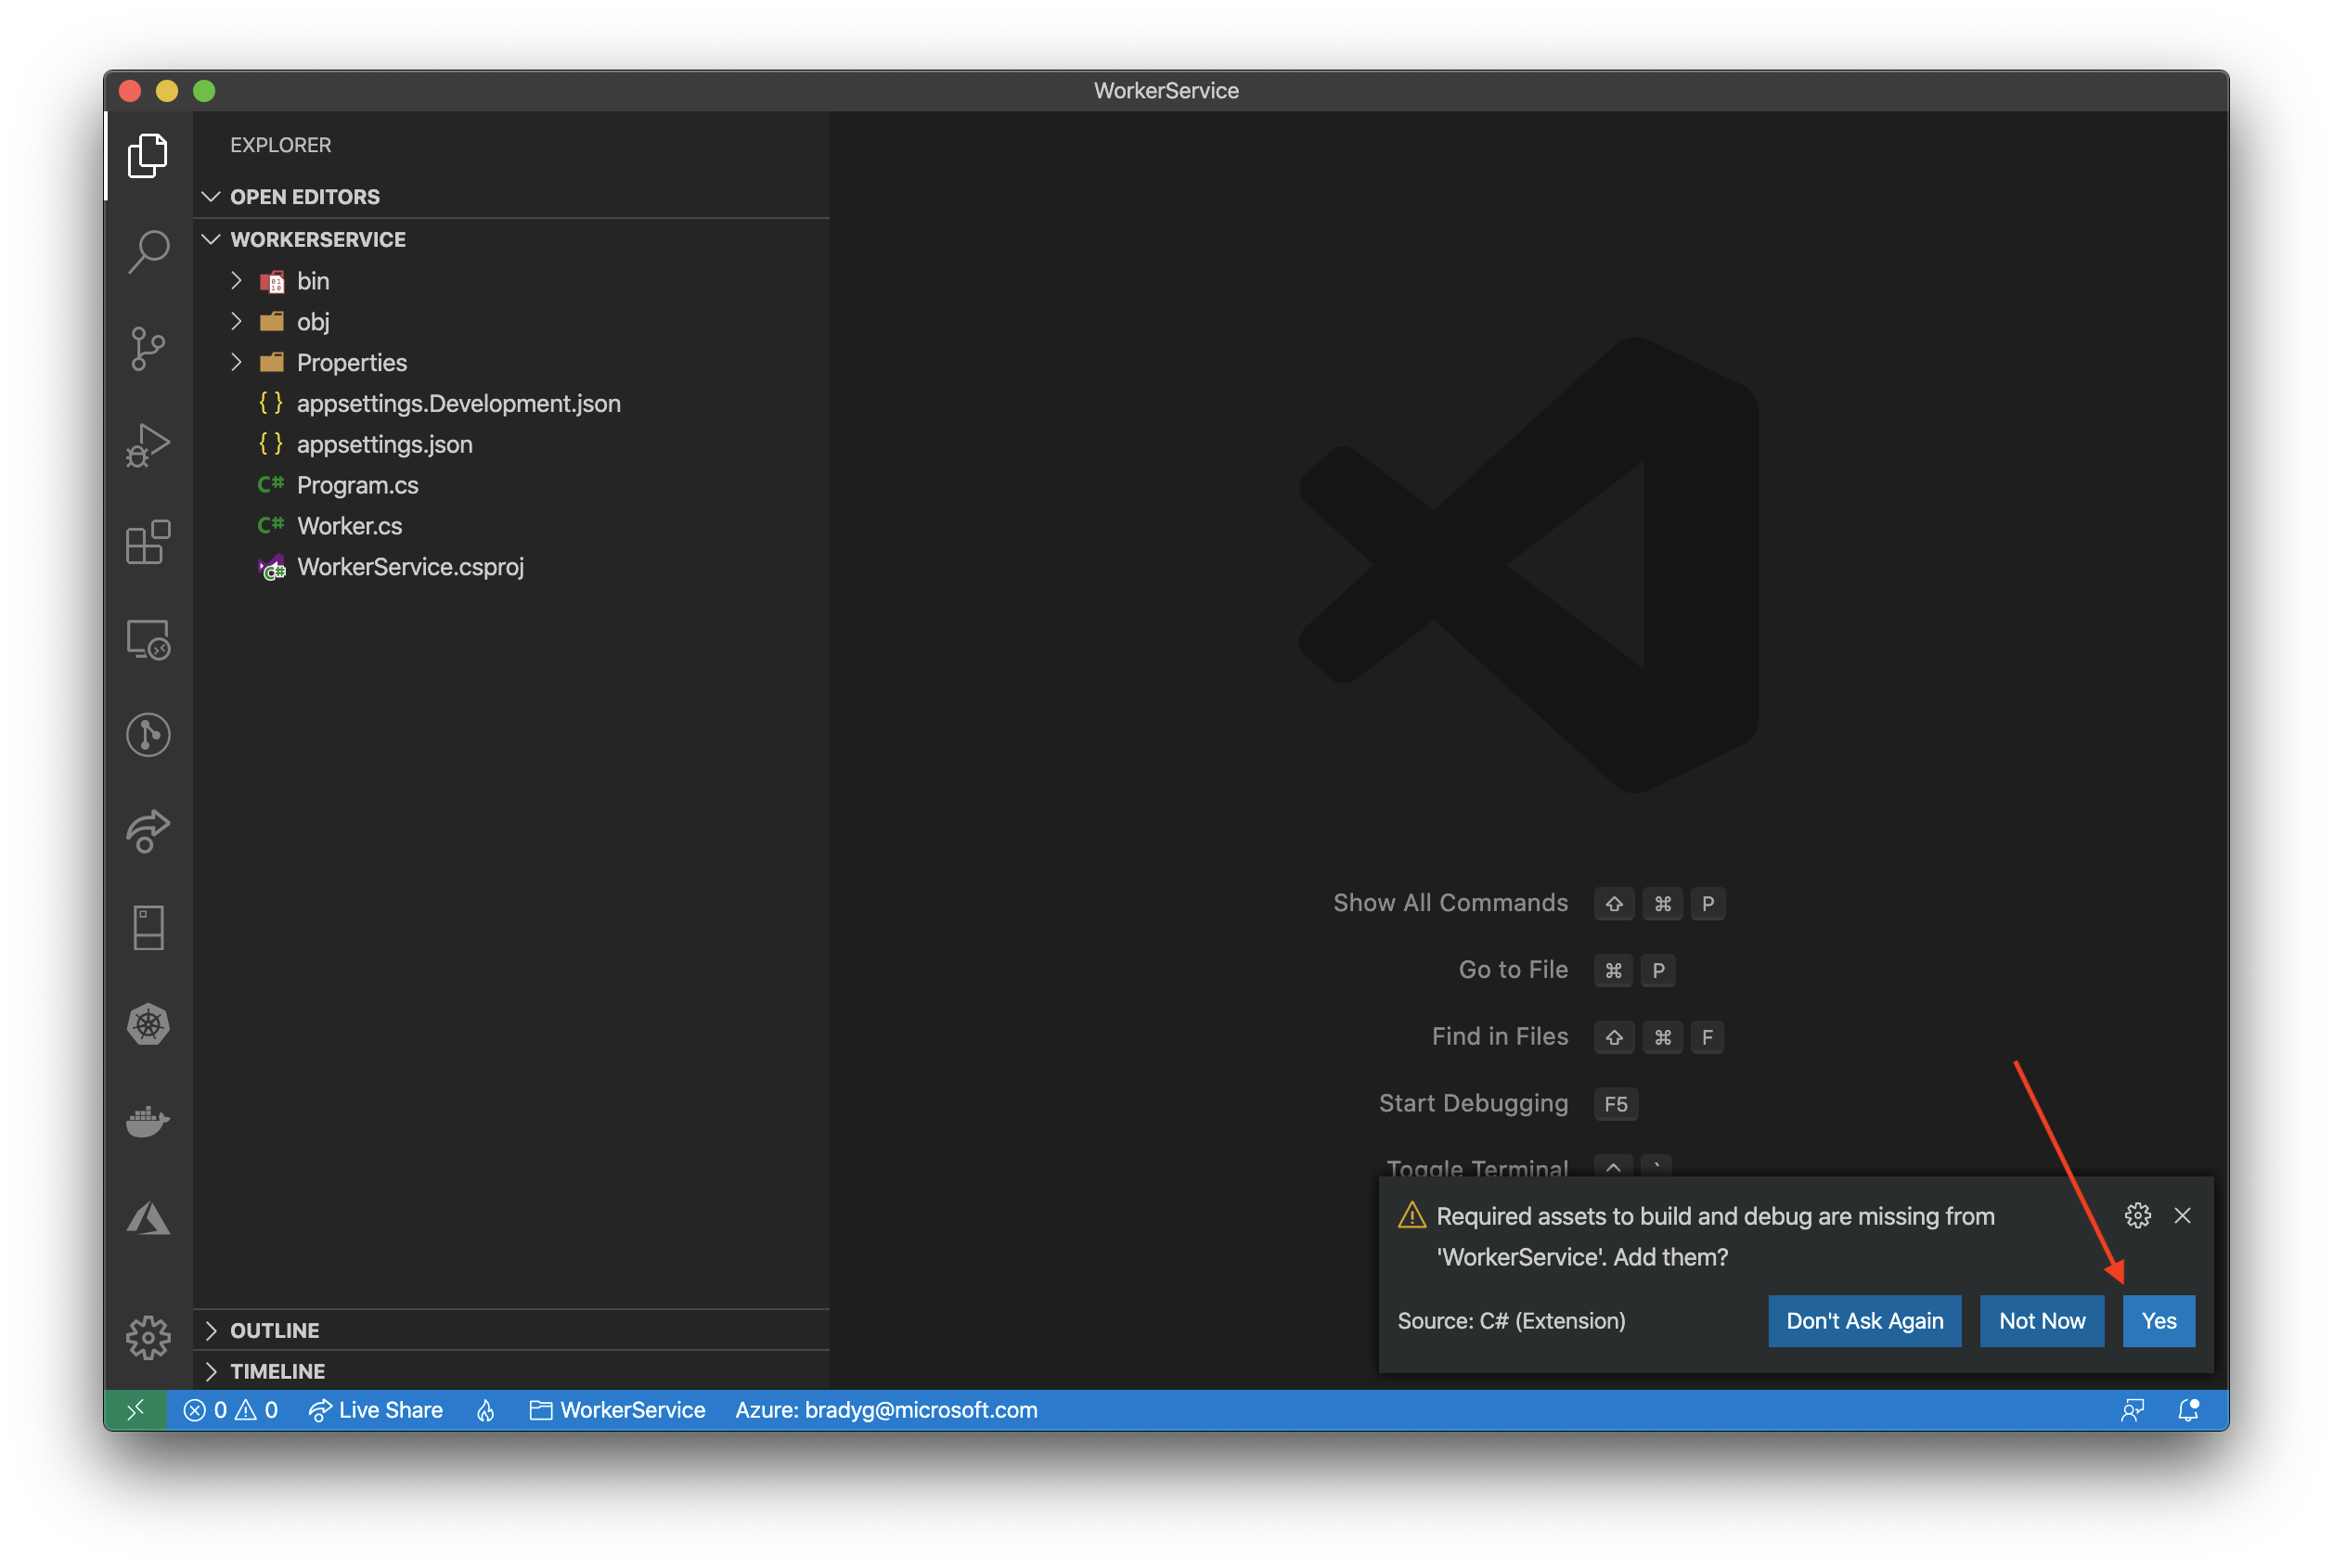 WorkerService
EXPLORER
OPEN EDITORS
WORKERSERVICE
bin
obj
Properties
{ } appsettings.Development.json
{ } appsettings.json
C# Program.cs
C# Worker.cs
WorkerService.csproj
OUTLINE
TIMELINE
Show All Commands ⇧ ⌘ P
Go to File ⌘ P
Find in Files ⇧ ⌘ F
Start Debugging F5
Toggle Terminal ^ `
Required assets to build and debug are missing from
'WorkerService'. Add them?
Source: C# (Extension)
Don't Ask Again
Not Now
Yes
0 0 Live Share WorkerService Azure: bradyg@microsoft.com